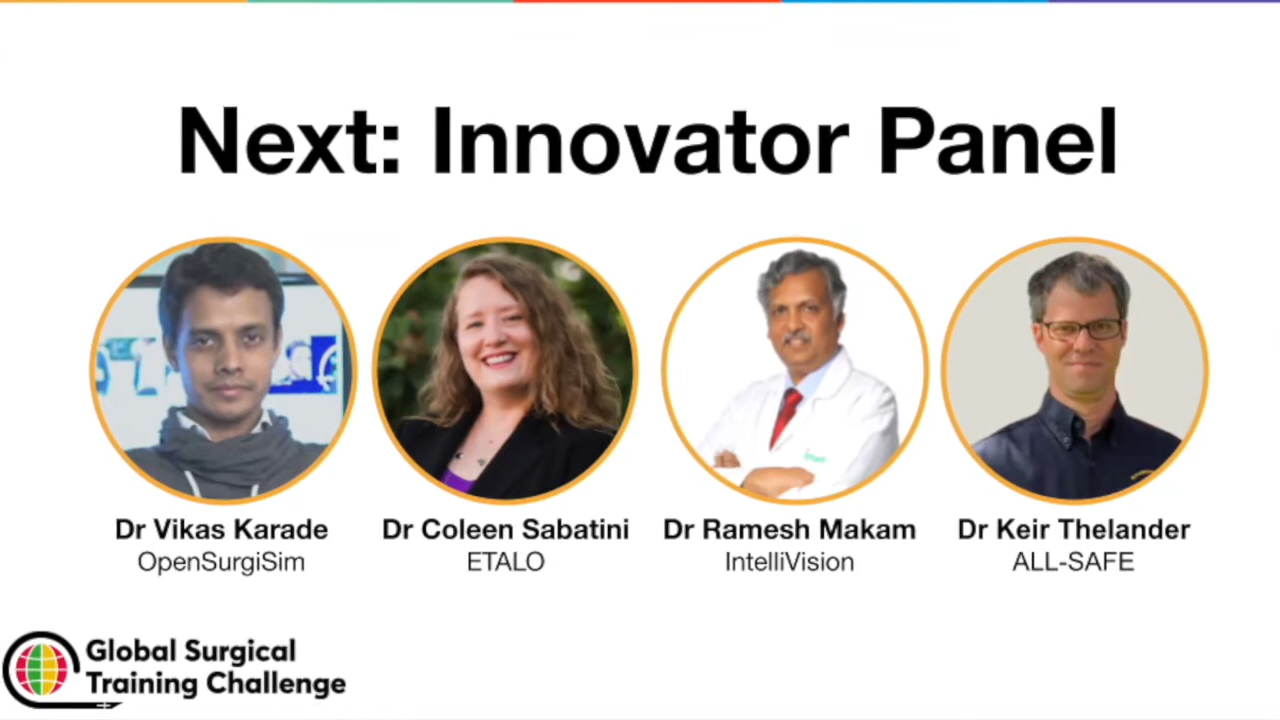 Next: Innovator Panel
Dr Vikas Karade
OpenSurgiSim
Dr Coleen Sabatini
ETALO
Dr Ramesh Makam
IntelliVision
Dr Keir Thelander
ALL-SAFE
Global Surgical
Training Challenge